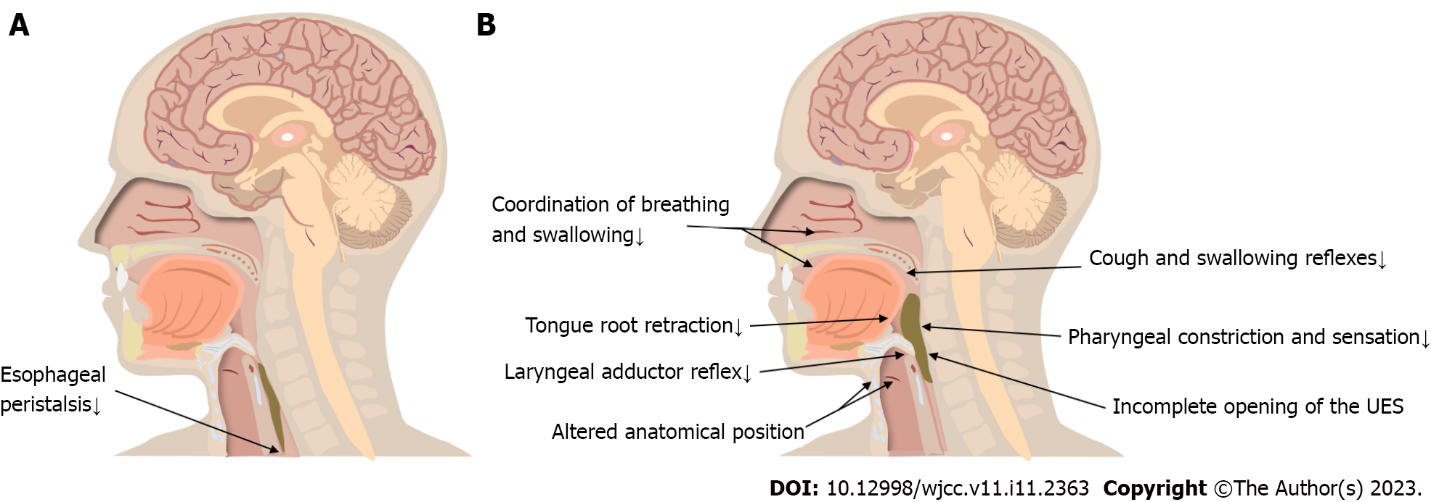 A
B
Coordination of breathing
and swallowing↓
Cough and swallowing reflexes↓
Tongue root retraction↓
Pharyngeal constriction and sensation↓
Laryngeal adductor reflex↓
Esophageal
peristalsis↓
Incomplete opening of the UES
Altered anatomical position
DOI: 10.12998/wjcc.v11.i11.2363 Copyright ©The Author(s) 2023.